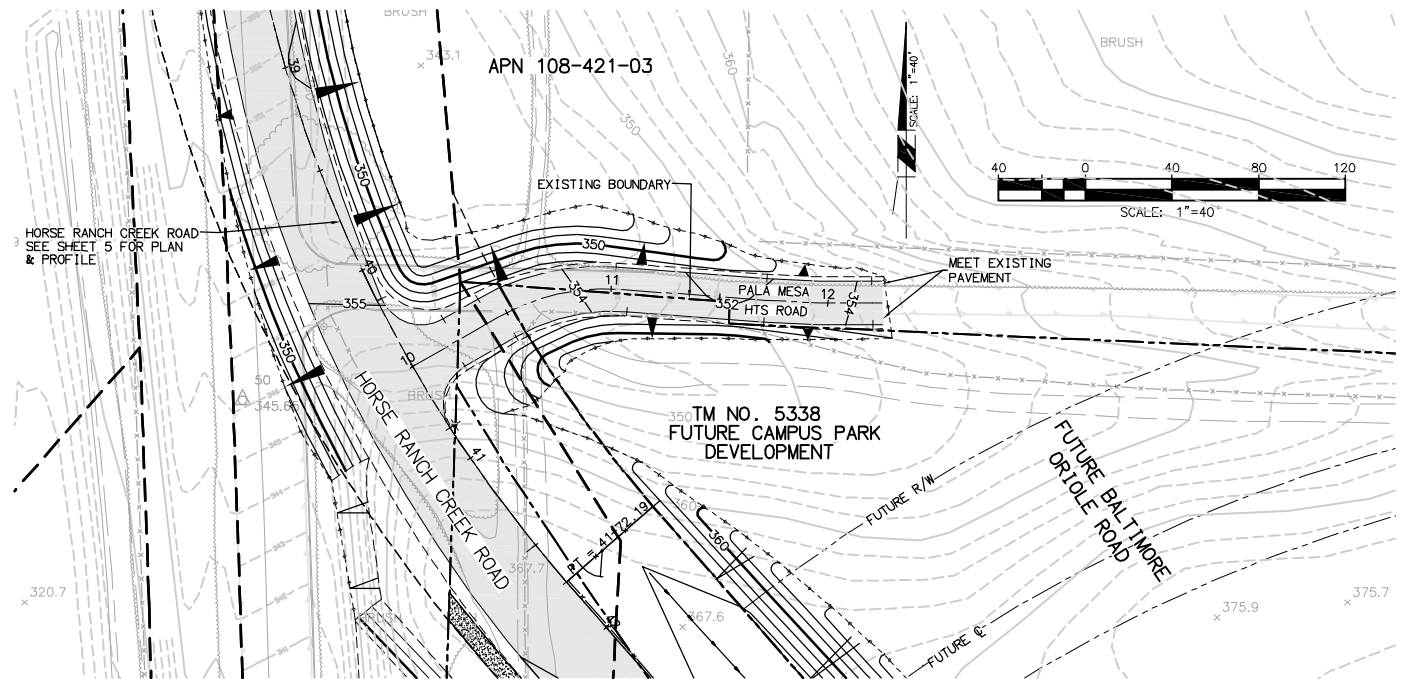 BRUSH
343.1
APN 108-421-03
360
BRUSH
SCALE: 1"=40'
39
350
350
40 0 40 80 120
SCALE: 1"=40'
EXISTING BOUNDARY
HORSE RANCH CREEK ROAD
SEE SHEET 5 FOR PLAN
& PROFILE
350
40
MEET EXISTING
PAVEMENT
11
354
PALA MESA
12
352
HTS ROAD
354
355
350
10
50
345.65
BRUSH
HORSE RANCH CREEK ROAD
41
350
TM NO. 5338
FUTURE CAMPUS PARK
DEVELOPMENT
FUTURE BALTIMORE
ORIOLE ROAD
FUTURE R/W
360
360
= 41+72.19
367.7
320.7
BRUSH
367.6
375.9
375.7
FUTURE ℄